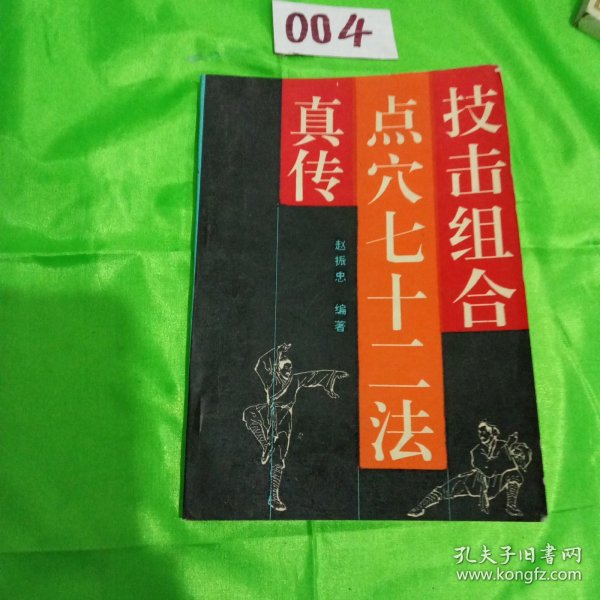 004
技击组合
点穴七十二法
真传
赵振忠 编著
孔夫子旧书网
www.kongfz.com